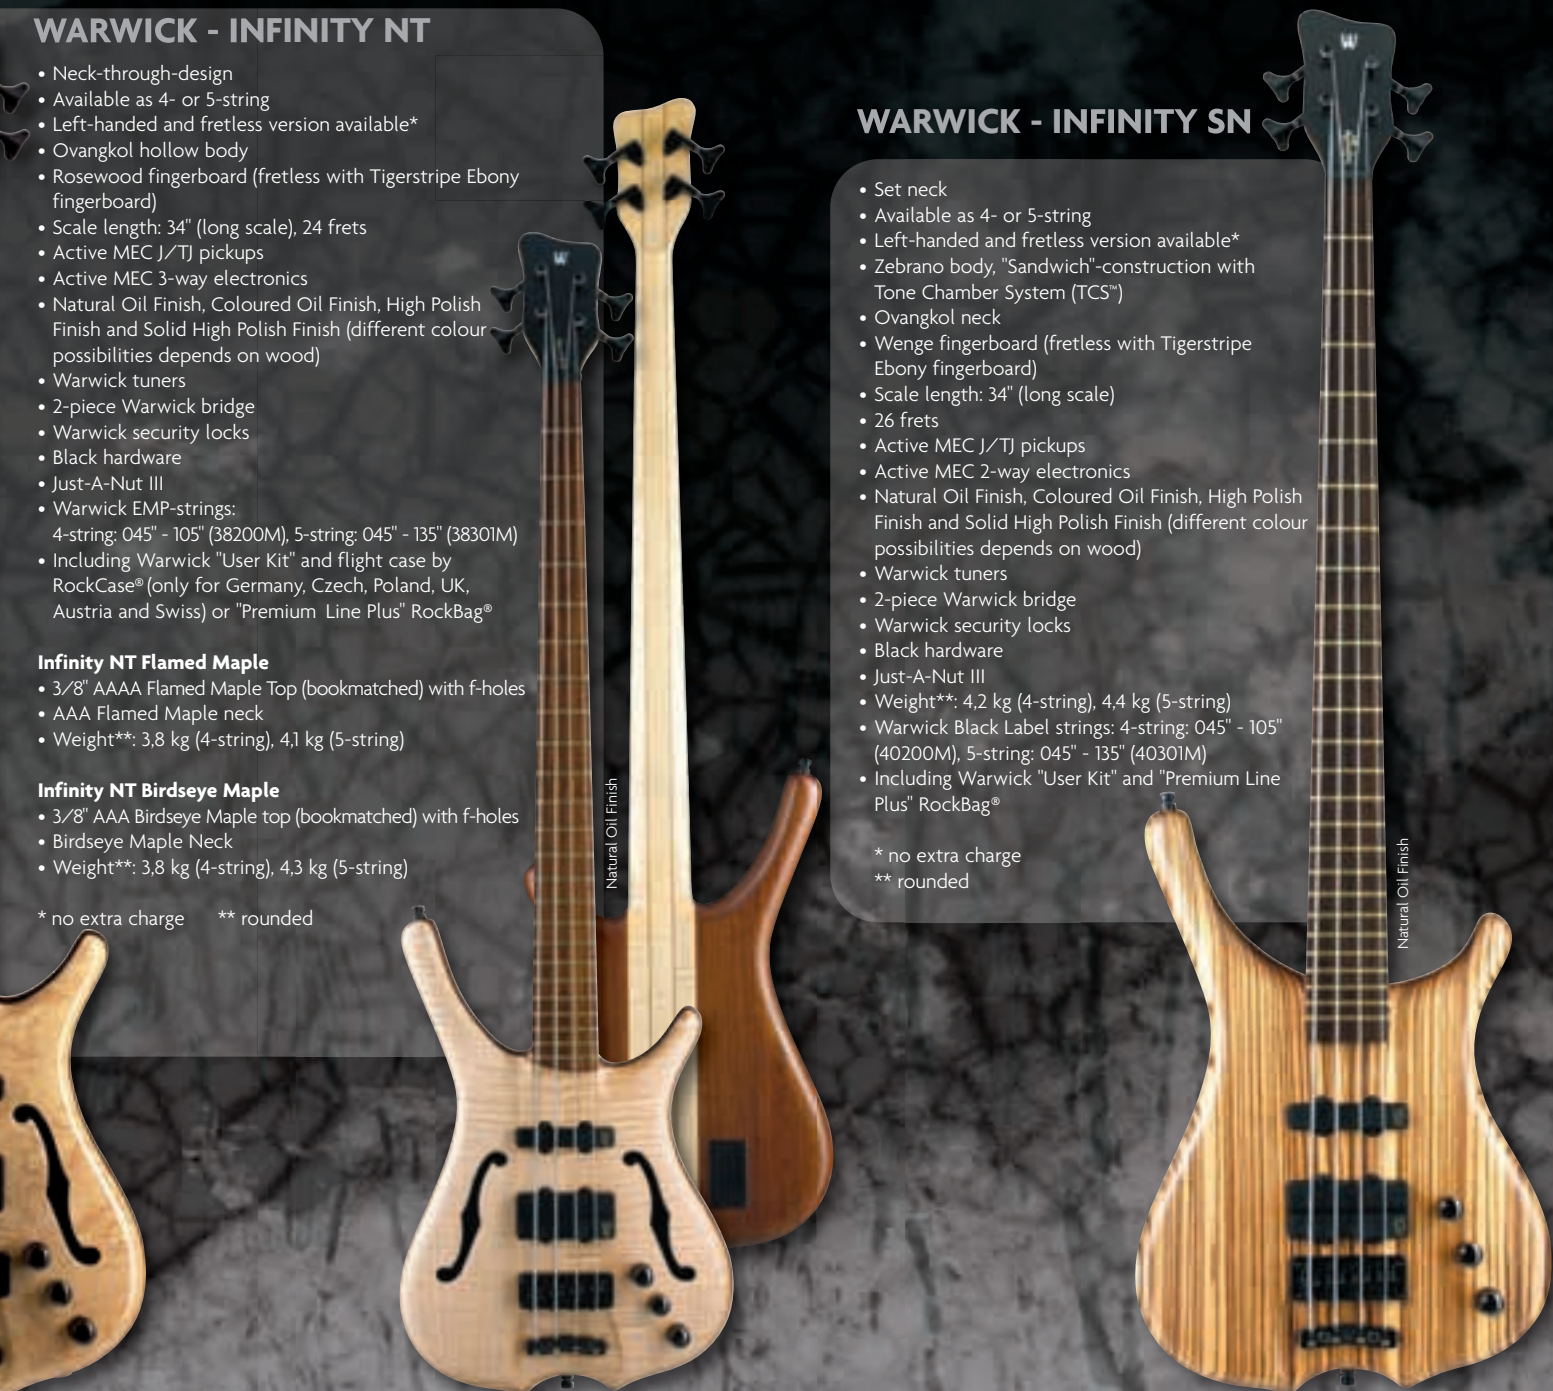 WARWICK - INFINITY NT
• Neck-through-design
• Available as 4- or 5-string
• Left-handed and fretless version available*
• Ovangkol hollow body
• Rosewood fingerboard (fretless with Tigerstripe Ebony
fingerboard)
• Scale length: 34" (long scale), 24 frets
• Active MEC J/TJ pickups
• Active MEC 3-way electronics
• Natural Oil Finish, Coloured Oil Finish, High Polish
Finish and Solid High Polish Finish (different colour
possibilities depends on wood)
• Warwick tuners
• 2-piece Warwick bridge
• Warwick security locks
• Black hardware
• Just-A-Nut III
• Warwick EMP-strings:
4-string: 045" - 105" (38200M), 5-string: 045" - 135" (38301M)
• Including Warwick "User Kit" and flight case by
RockCase® (only for Germany, Czech, Poland, UK,
Austria and Swiss) or "Premium Line Plus" RockBag®
Infinity NT Flamed Maple
• 3/8" AAAA Flamed Maple Top (bookmatched) with f-holes
• AAA Flamed Maple neck
• Weight**: 3,8 kg (4-string), 4,1 kg (5-string)
Infinity NT Birdseye Maple
• 3/8" AAA Birdseye Maple top (bookmatched) with f-holes
• Birdseye Maple Neck
• Weight**: 3,8 kg (4-string), 4,3 kg (5-string)
* no extra charge ** rounded
W
Natural Oil Finish
WARWICK - INFINITY SN
• Set neck
• Available as 4- or 5-string
• Left-handed and fretless version available*
• Zebrano body, "Sandwich"-construction with
Tone Chamber System (TCS™)
• Ovangkol neck
• Wenge fingerboard (fretless with Tigerstripe
Ebony fingerboard)
• Scale length: 34" (long scale)
• 26 frets
• Active MEC J/TJ pickups
• Active MEC 2-way electronics
• Natural Oil Finish, Coloured Oil Finish, High Polish
Finish and Solid High Polish Finish (different colour
possibilities depends on wood)
• Warwick tuners
• 2-piece Warwick bridge
• Warwick security locks
• Black hardware
• Just-A-Nut III
• Weight**: 4,2 kg (4-string), 4,4 kg (5-string)
• Warwick Black Label strings: 4-string: 045" - 105"
(40200M), 5-string: 045" - 135" (40301M)
• Including Warwick "User Kit" and "Premium Line
Plus" RockBag®
* no extra charge
** rounded
W
Natural Oil Finish